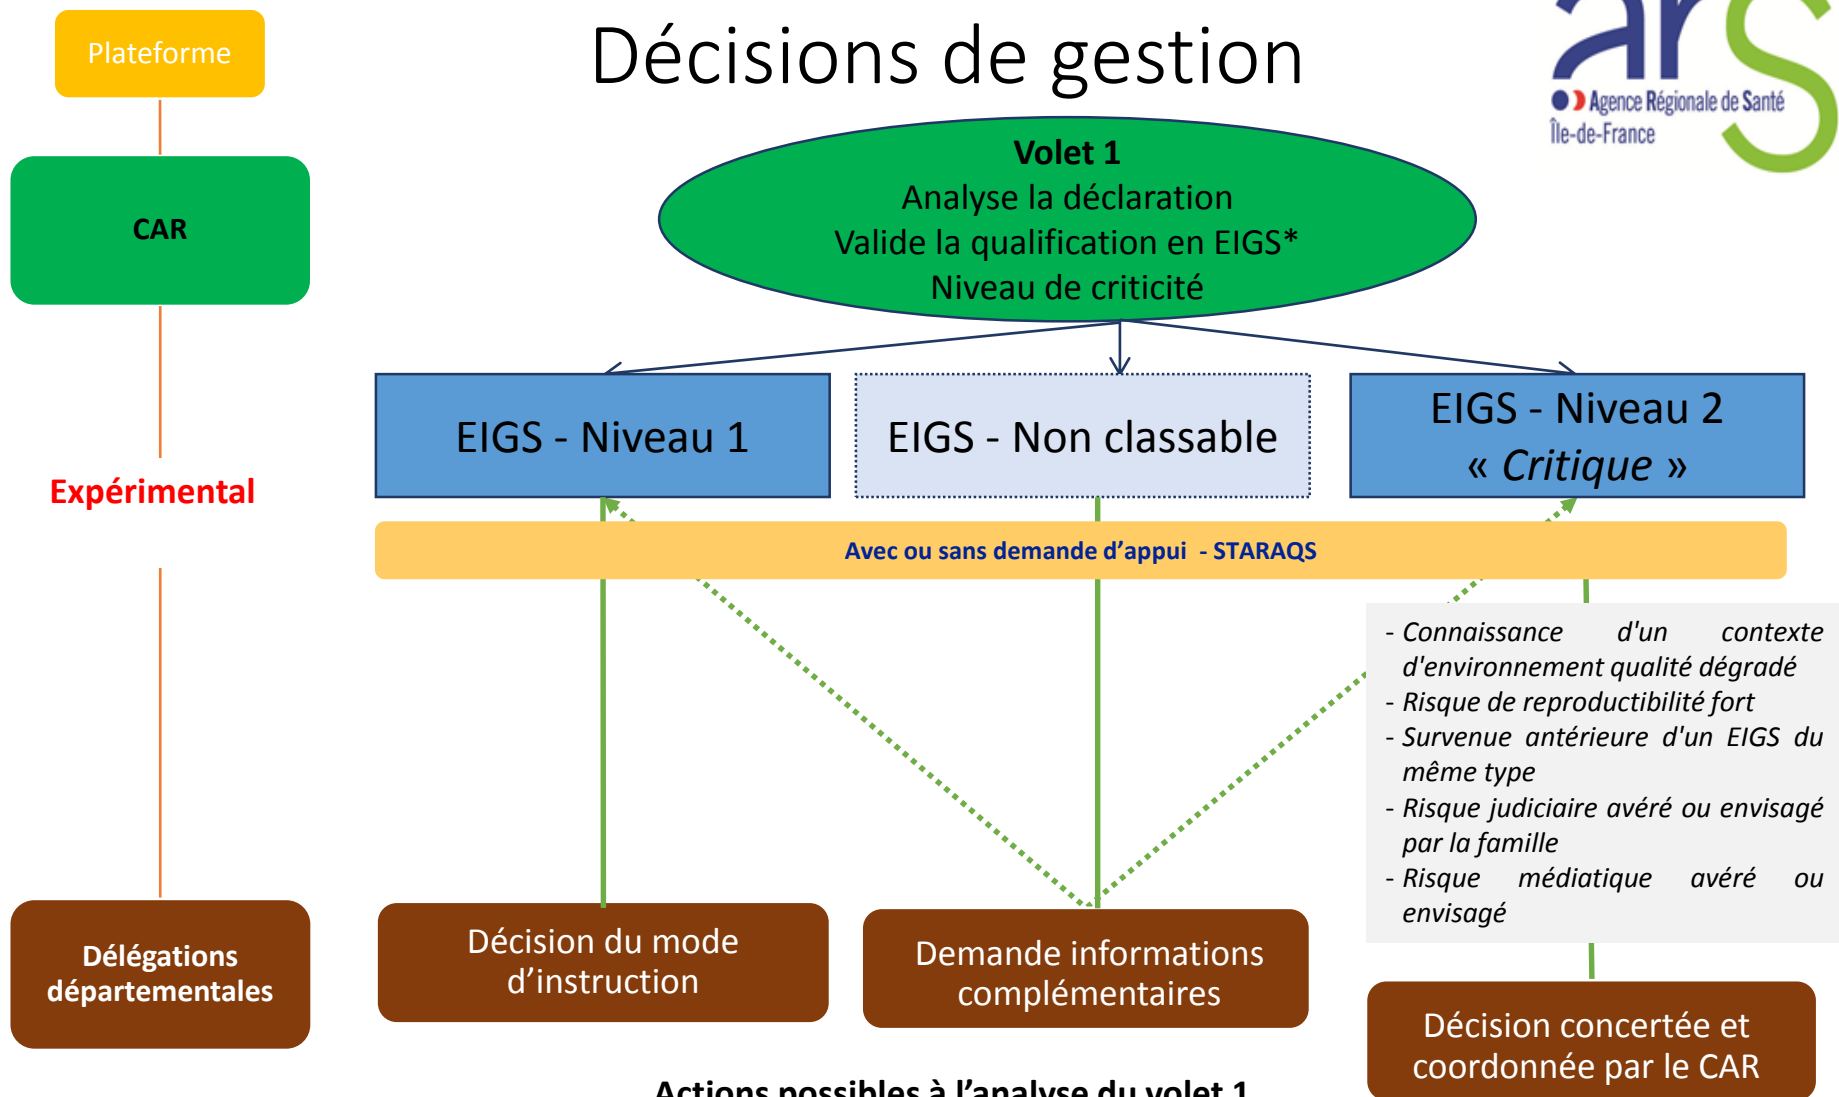 Décisions de gestion
ars
Agence Régionale de Santé
Île-de-France
Plateforme
CAR
Expérimental
Délégations
départementales
Volet 1
Analyse la déclaration
Valide la qualification en EIGS*
Niveau de criticité
EIGS - Niveau 1
EIGS - Non classable
EIGS - Niveau 2
« Critique »
Avec ou sans demande d'appui - STARAQS
- Connaissance d'un contexte
d'environnement qualité dégradé
- Risque de reproductibilité fort
- Survenue antérieure d'un EIGS du
même type
- Risque judiciaire avéré ou envisagé
par la famille
- Risque médiatique avéré ou
envisagé
Décision du mode
d'instruction
Demande informations
complémentaires
Décision concertée et
coordonnée par le CAR
Actions possibles à l'analyse du volet 1